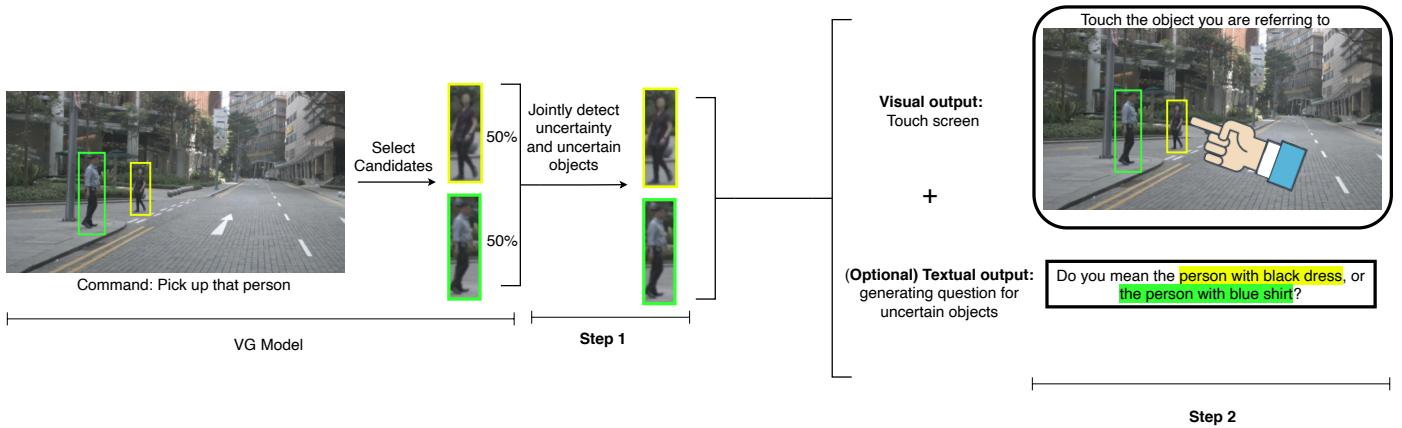 Command: Pick up that person
VG Model
Select
Candidates
50%
50%
Jointly detect
uncertainty
and uncertain
objects
Step 1
Visual output:
Touch screen
+
(Optional) Textual output:
generating question for
uncertain objects
Touch the object you are referring to
Do you mean the person with black dress, or
the person with blue shirt?
Step 2